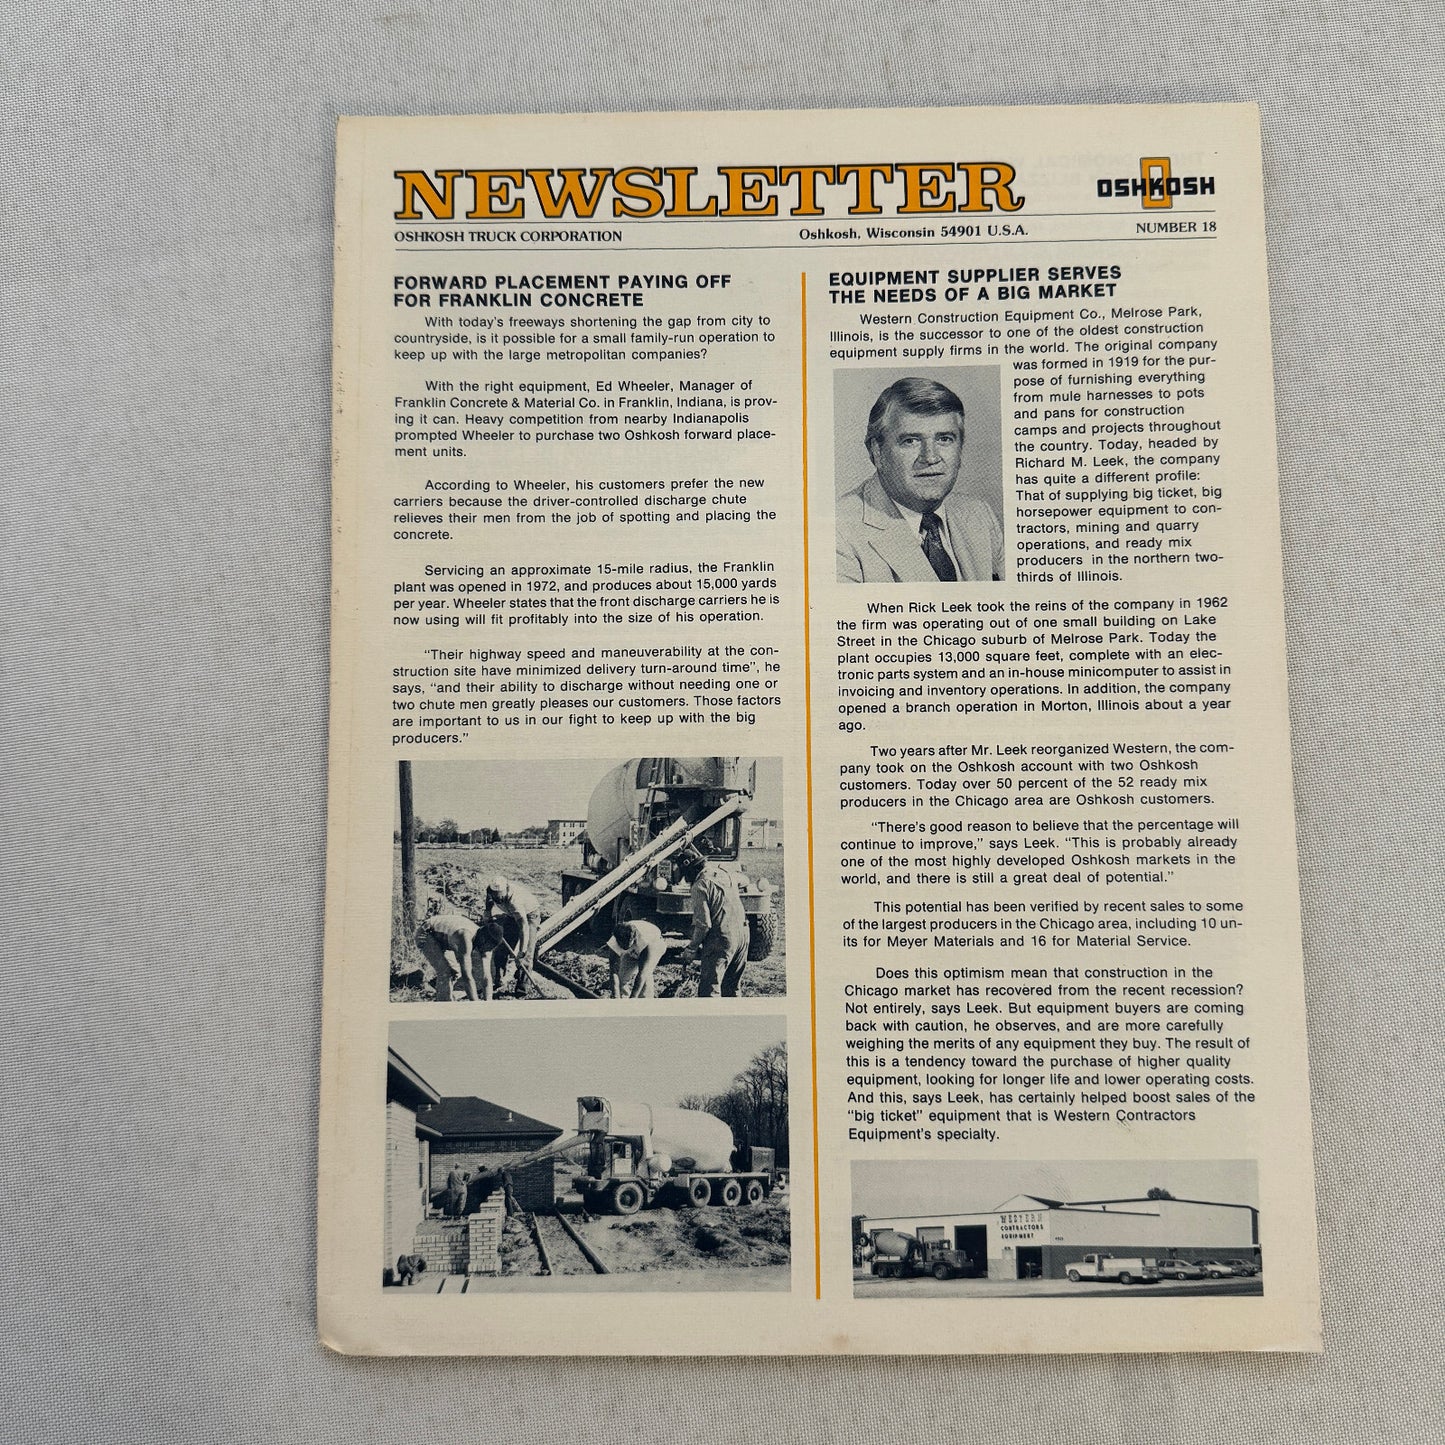 NEWSLETTER
OSHKOSH
OSHKOSH TRUCK CORPORATION Oshkosh, Wisconsin 54901 U.S.A. NUMBER 18
FORWARD PLACEMENT PAYING OFF
FOR FRANKLIN CONCRETE
With today's freeways shortening the gap from city to
countryside, is it possible for a small family-run operation to
keep up with the large metropolitan companies?
With the right equipment, Ed Wheeler, Manager of
Franklin Concrete & Material Co. in Franklin, Indiana, is prov-
ing it can. Heavy competition from nearby Indianapolis
prompted Wheeler to purchase two Oshkosh forward place-
ment units.
According to Wheeler, his customers prefer the new
carriers because the driver-controlled discharge chute
relieves their men from the job of spotting and placing the
concrete.
Servicing an approximate 15-mile radius, the Franklin
plant was opened in 1972, and produces about 15,000 yards
per year. Wheeler states that the front discharge carriers he is
now using will fit profitably into the size of his operation.
"Their highway speed and maneuverability at the con-
struction site have minimized delivery turn-around time", he
says, "and their ability to discharge without needing one or
two chute men greatly pleases our customers. Those factors
are important to us in our fight to keep up with the big
producers."
EQUIPMENT SUPPLIER SERVES
THE NEEDS OF A BIG MARKET
Western Construction Equipment Co., Melrose Park,
Illinois, is the successor to one of the oldest construction
equipment supply firms in the world. The original company
was formed in 1919 for the pur-
pose of furnishing everything
from mule harnesses to pots
and pans for construction
camps and projects throughout
the country. Today, headed by
Richard M. Leek, the company
has quite a different profile:
That of supplying big ticket, big
horsepower equipment to con-
tractors, mining and quarry
operations, and ready mix
producers in the northern two-
thirds of Illinois.
When Rick Leek took the reins of the company in 1962
the firm was operating out of one small building on Lake
Street in the Chicago suburb of Melrose Park. Today the
plant occupies 13,000 square feet, complete with an elec-
tronic parts system and an in-house minicomputer to assist in
invoicing and inventory operations. In addition, the company
opened a branch operation in Morton, Illinois about a year
ago.
Two years after Mr. Leek reorganized Western, the com-
pany took on the Oshkosh account with two Oshkosh
customers. Today over 50 percent of the 52 ready mix
producers in the Chicago area are Oshkosh customers.
"There's good reason to believe that the percentage will
continue to improve," says Leek. "This is probably already
one of the most highly developed Oshkosh markets in the
world, and there is still a great deal of potential."
This potential has been verified by recent sales to some
of the largest producers in the Chicago area, including 10 un-
its for Meyer Materials and 16 for Material Service.
Does this optimism mean that construction in the
Chicago market has recovered from the recent recession?
Not entirely, says Leek. But equipment buyers are coming
back with caution, he observes, and are more carefully
weighing the merits of any equipment they buy. The result of
this is a tendency toward the purchase of higher quality
equipment, looking for longer life and lower operating costs.
And this, says Leek, has certainly helped boost sales of the
"big ticket" equipment that is Western Contractors
Equipment's specialty.
WESTERN
CONTRACTORS
EQUIPMENT